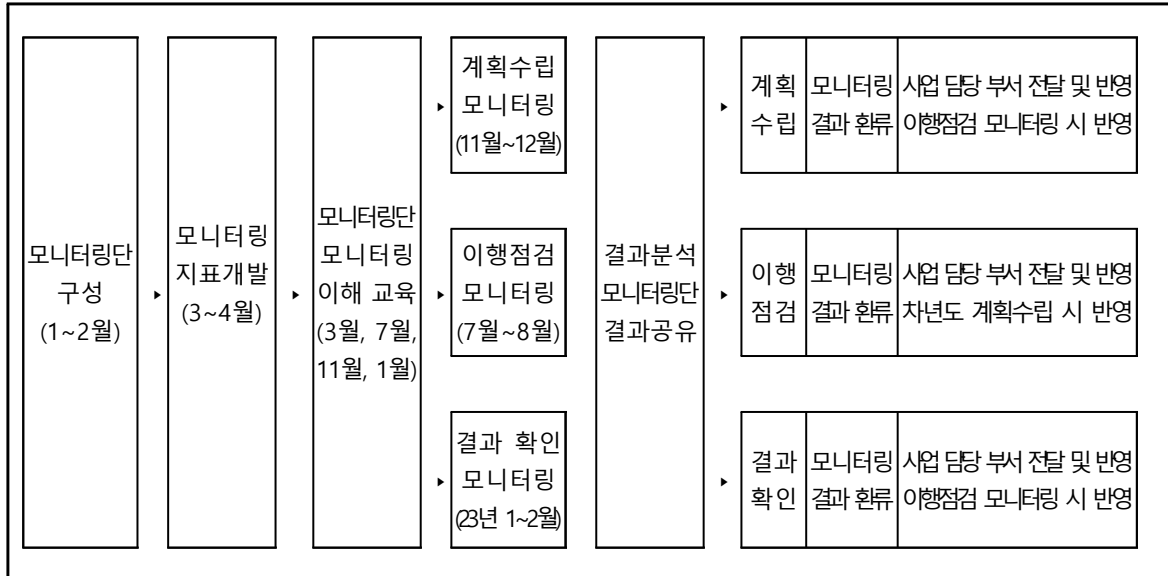 모니터링단
구성
(1~2월)
▸
모니터링
지표개발
(3~4월)
▸
모니터링단
모니터링
이해 교육
(3월, 7월,
11월, 1월)
▸
계획수립
모니터링
(11월~12월)
▸
이행점검
모니터링
(7월~8월)
▸
결과 확인
모니터링
(23년 1~2월)
결과분석
모니터링단
결과공유
▸
계획
수립
모니터링
결과 환류
사업 담당 부서 전달 및 반영
이행점검 모니터링 시 반영
▸
이행
점검
모니터링
결과 환류
사업 담당 부서 전달 및 반영
차년도 계획수립 시 반영
▸
결과
확인
모니터링
결과 환류
사업 담당 부서 전달 및 반영
이행점검 모니터링 시 반영